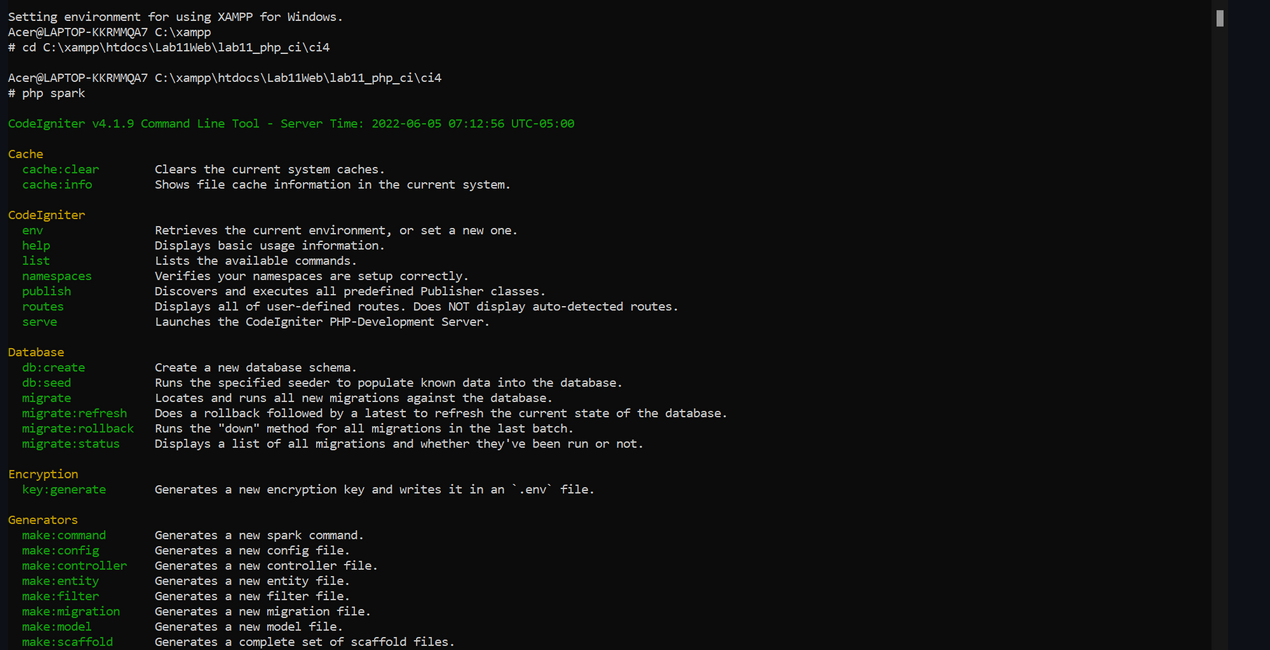 Setting environment for using XAMPP for Windows.
Acer@LAPTOP-KKRMMQA7 C:\xampp
# cd C:\xampp\htdocs\Lab11Web\lab11_php_ci\ci4
Acer@LAPTOP-KKRMMQA7 C:\xampp\htdocs\Lab11Web\lab11_php_ci\ci4
# php spark
CodeIgniter v4.1.9 Command Line Tool - Server Time: 2022-06-05 07:12:56 UTC-05:00
Cache
cache:clear Clears the current system caches.
cache:info Shows file cache information in the current system.
CodeIgniter
env Retrieves the current environment, or set a new one.
help Displays basic usage information.
list Lists the available commands.
namespaces Verifies your namespaces are setup correctly.
publish Discovers and executes all predefined Publisher classes.
routes Displays all of user-defined routes. Does NOT display auto-detected routes.
serve Launches the CodeIgniter PHP-Development Server.
Database
db:create Create a new database schema.
db:seed Runs the specified seeder to populate known data into the database.
migrate Locates and runs all new migrations against the database.
migrate:refresh Does a rollback followed by a latest to refresh the current state of the database.
migrate:rollback Runs the "down" method for all migrations in the last batch.
migrate:status Displays a list of all migrations and whether they've been run or not.
Encryption
key:generate Generates a new encryption key and writes it in an `.env` file.
Generators
make:command Generates a new spark command.
make:config Generates a new config file.
make:controller Generates a new controller file.
make:entity Generates a new entity file.
make:filter Generates a new filter file.
make:migration Generates a new migration file.
make:model Generates a new model file.
make:scaffold Generates a complete set of scaffold files.